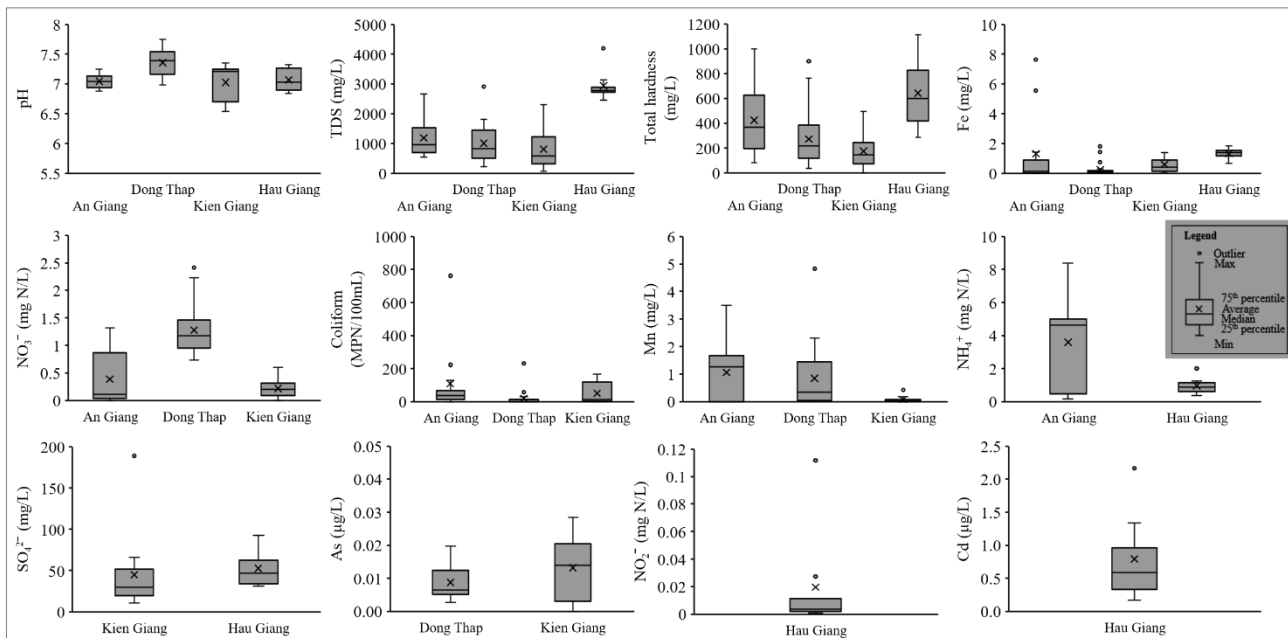 pH
8
7.5
7
6.5
6
5.5
An Giang
Dong Thap
Kien Giang
Hau Giang
TDS (mg/L)
5000
4000
3000
2000
1000
0
An Giang
Dong Thap
Kien Giang
Hau Giang
Total hardness
(mg/L)
1200
1000
800
600
400
200
0
An Giang
Dong Thap
Kien Giang
Hau Giang
Fe (mg/L)
10
8
6
4
2
0
An Giang
Dong Thap
Kien Giang
Hau Giang
NO₃⁻ (mg N/L)
3
2.5
2
1.5
1
0.5
0
An Giang
Dong Thap
Kien Giang
Coliform
(MPN/100mL)
1000
800
600
400
200
0
An Giang
Dong Thap
Kien Giang
Mn (mg/L)
6
5
4
3
2
1
0
An Giang
Dong Thap
Kien Giang
NH₄⁺ (mg N/L)
10
8
6
4
2
0
An Giang
Hau Giang
Legend
Outlier
Max
75th percentile
Average
Median
25th percentile
Min
SO₄²⁻ (mg/L)
200
150
100
50
0
Kien Giang
Hau Giang
As (μg/L)
0.05
0.04
0.03
0.02
0.01
0.00
Dong Thap
Kien Giang
NO₂⁻ (mg N/L)
0.12
0.1
0.08
0.06
0.04
0.02
0
Hau Giang
Cd (μg/L)
2.5
2.0
1.5
1.0
0.5
0.0
Hau Giang